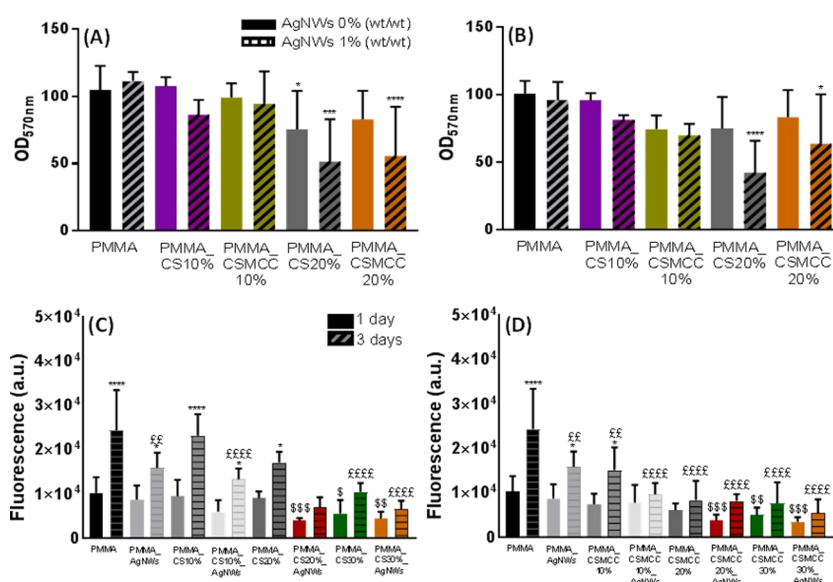 (A)
AgNWs 0% (wt/wt)
AgNWs 1% (wt/wt)
150
100
50
0
OD570nm
*
***
****
PMMA
PMMA_
CS10%
PMMA_
CSMCC
10%
PMMA_
CS20%
PMMA_
CSMCC
20%
(B)
150
100
50
0
OD570nm
****
*
PMMA
PMMA_
CS10%
PMMA_
CSMCC
10%
PMMA_
CS20%
PMMA_
CSMCC
20%
(C)
1 day
3 days
5×10⁴
4×10⁴
3×10⁴
2×10⁴
1×10⁴
0
Fluorescence (a.u.)
****
££
*
****
££££
*
*
$$$
$
££££
$$
££££
PMMA
PMMA_
AgNWs
PMMA_
CS10%
PMMA_
CS10%_
AgNWs
PMMA_
CS20%
PMMA_
CS20%_
AgNWs
PMMA_
CS30%
PMMA_
CS30%_
AgNWs
(D)
5×10⁴
4×10⁴
3×10⁴
2×10⁴
1×10⁴
0
Fluorescence (a.u.)
****
££
*
££
*
££££
££££
$$$
££££
$$
££££
$$$
££££
PMMA
PMMA_
AgNWs
PMMA_
CSMCC
10%
PMMA_
CSMCC
10%_AgNWs
PMMA_
CSMCC
20%
PMMA_
CSMCC
20%_AgNWs
PMMA_
CSMCC
30%
PMMA_
CSMCC
30%_AgNWs